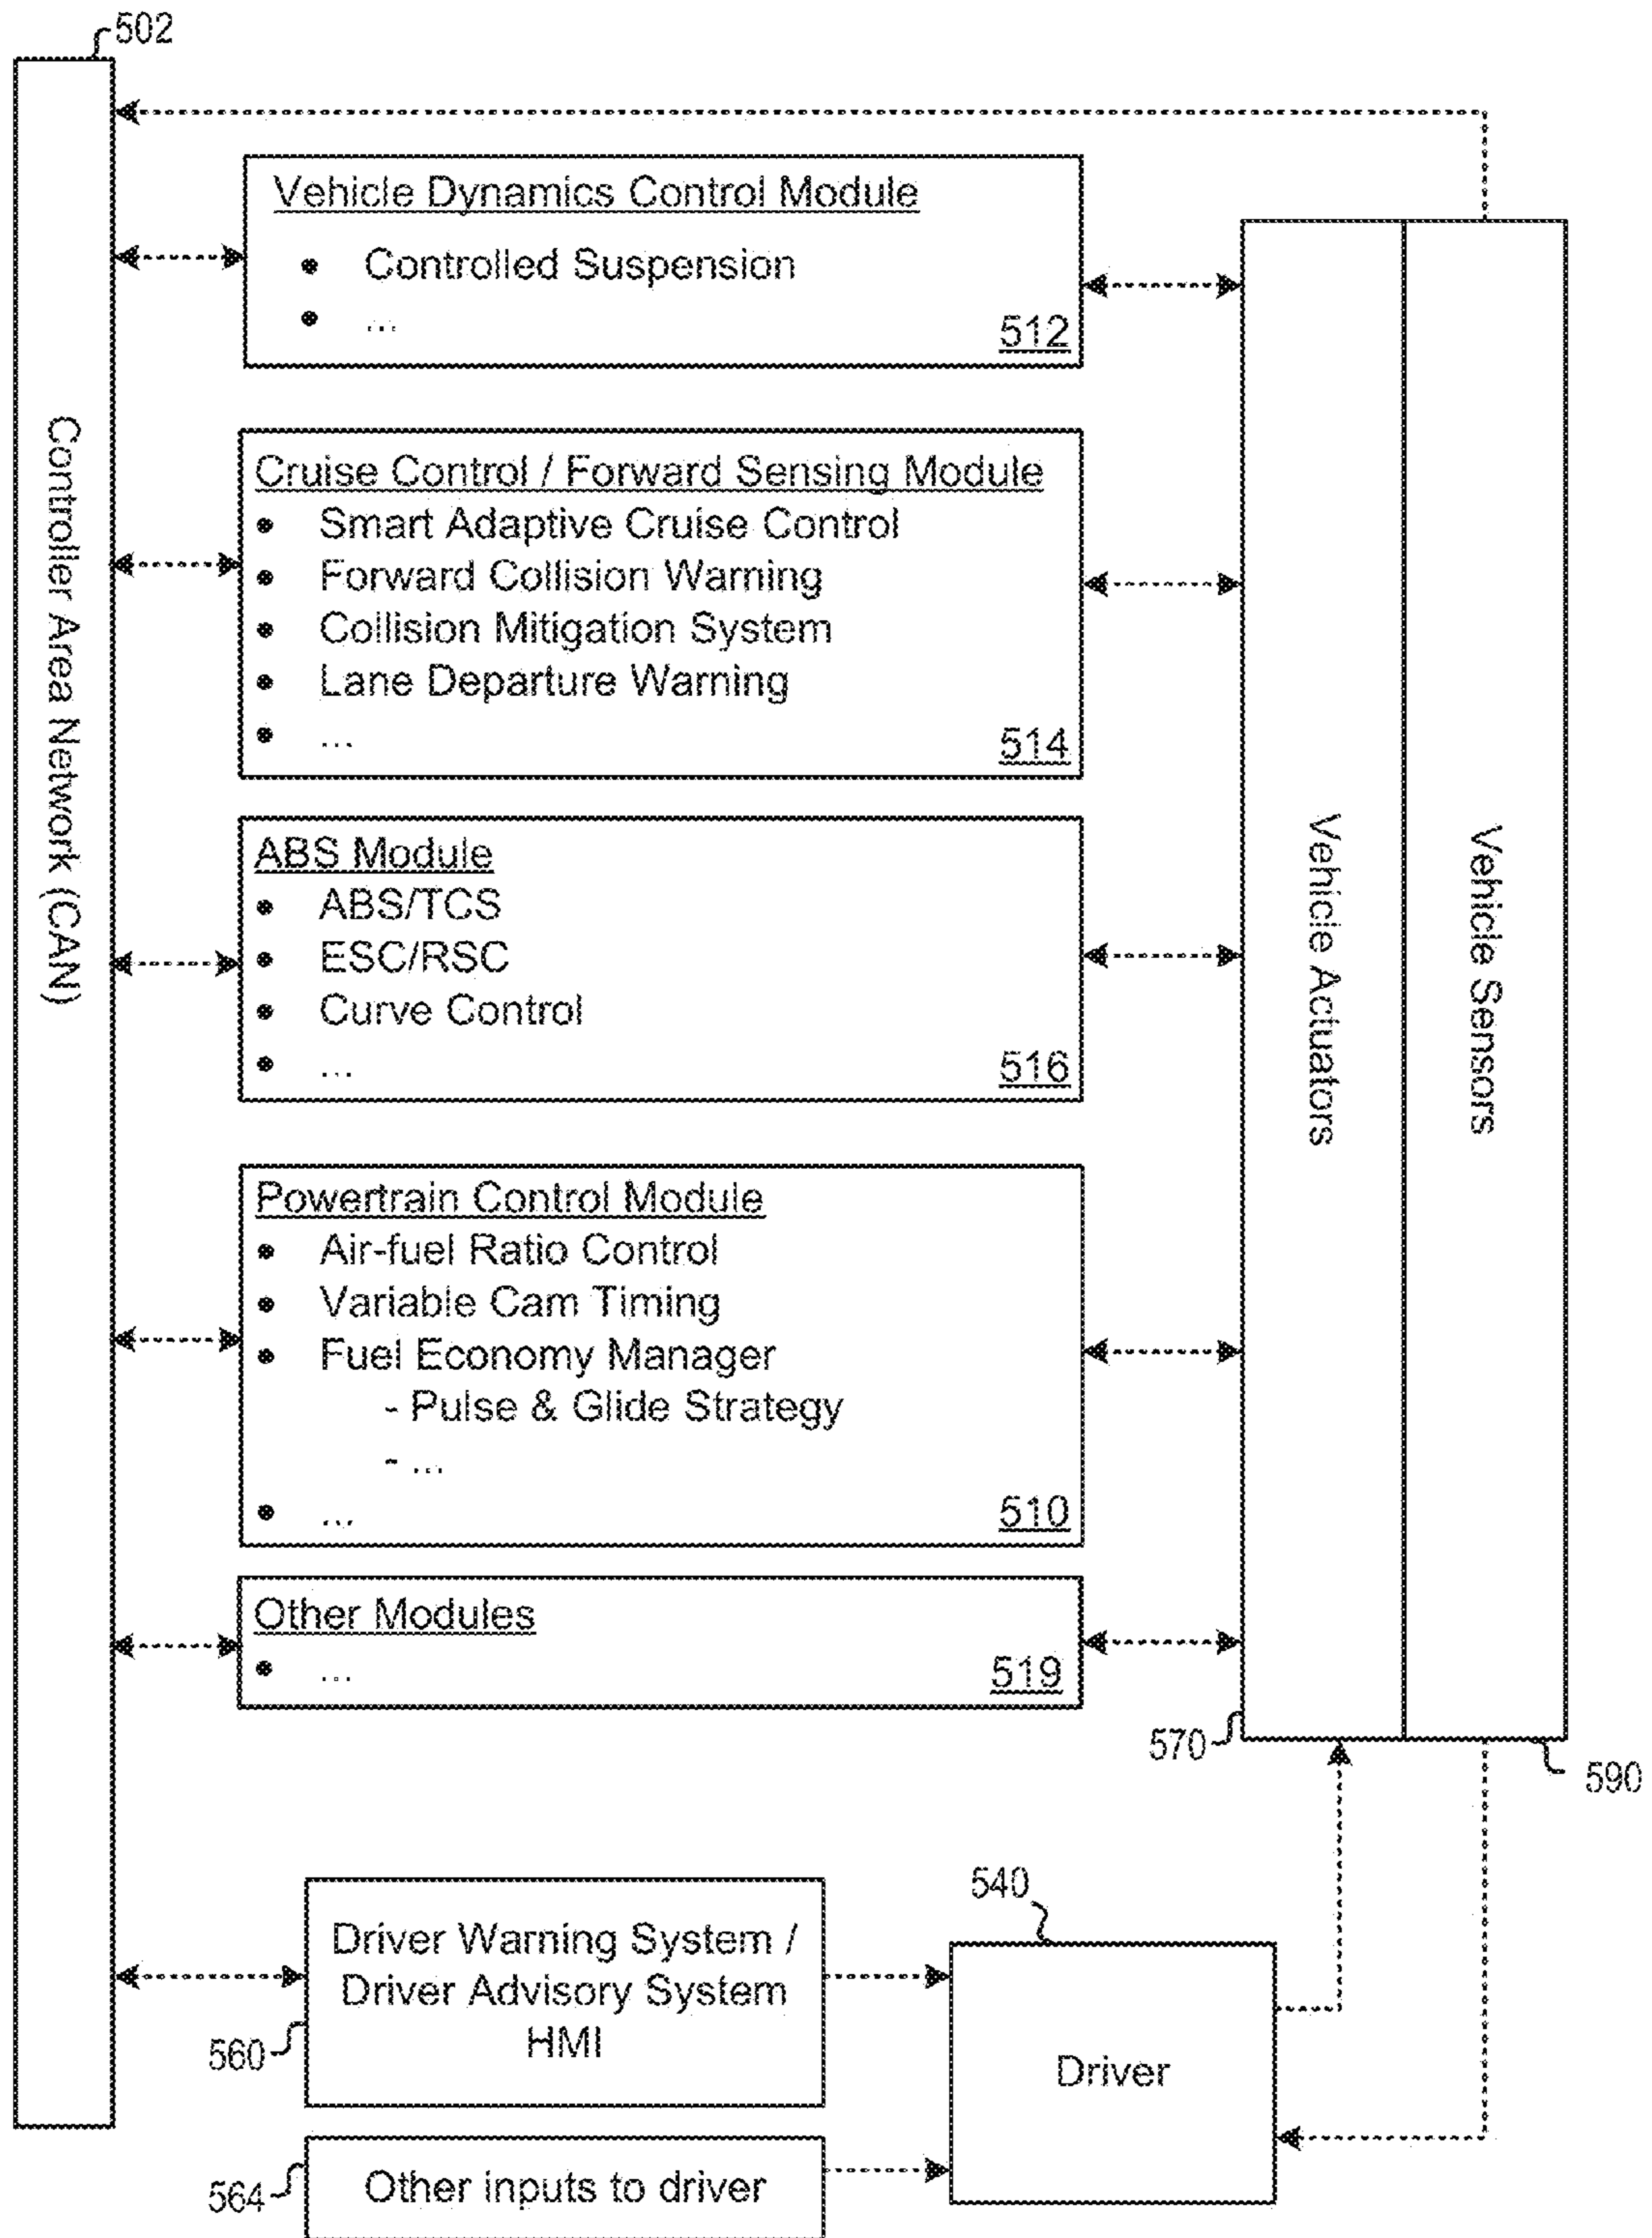 502
Controller Area Network (CAN)
Vehicle Dynamics Control Module
• Controlled Suspension
• ...
512
Cruise Control / Forward Sensing Module
• Smart Adaptive Cruise Control
• Forward Collision Warning
• Collision Mitigation System
• Lane Departure Warning
• ...
514
ABS Module
• ABS/TCS
• ESC/RSC
• Curve Control
• ...
516
Powertrain Control Module
• Air-fuel Ratio Control
• Variable Cam Timing
• Fuel Economy Manager
- Pulse & Glide Strategy
- ...
• ...
510
Other Modules
• ...
519
Vehicle Actuators
Vehicle Sensors
570
590
Driver Warning System /
Driver Advisory System
HMI
560
540
Driver
Other inputs to driver
564